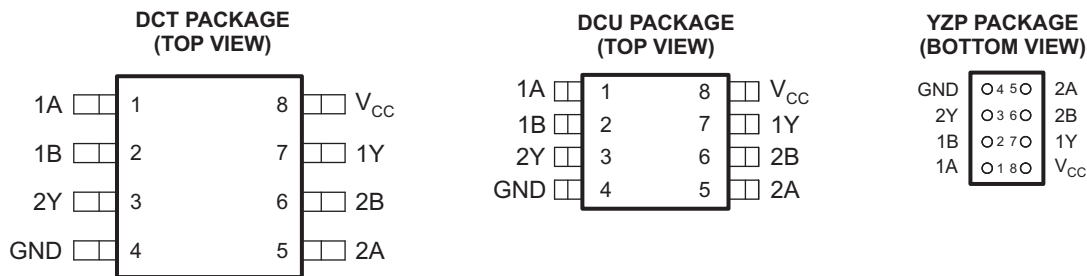 DCT PACKAGE
(TOP VIEW)
1A 1 8 VCC
1B 2 7 1Y
2Y 3 6 2B
GND 4 5 2A
DCU PACKAGE
(TOP VIEW)
1A 1 8 VCC
1B 2 7 1Y
2Y 3 6 2B
GND 4 5 2A
YZP PACKAGE
(BOTTOM VIEW)
GND 4 5 2A
2Y 3 6 2B
1B 2 7 1Y
1A 1 8 VCC